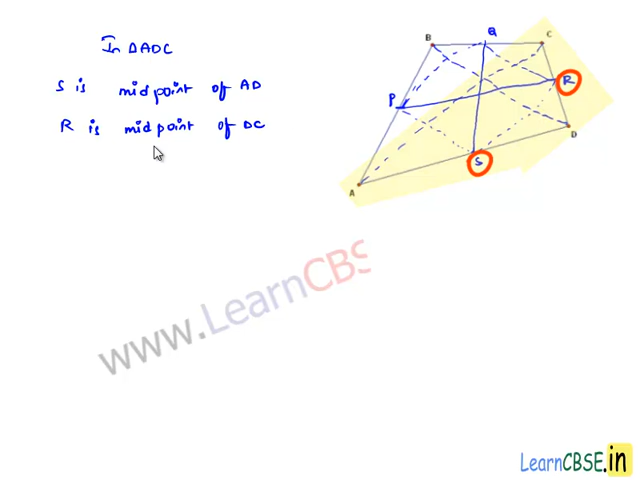 In ΔADC
S is midpoint of AD
R is midpoint of DC
B
Q
C
P
R
D
S
A
www.LearnCBS
LearnCBSE.in